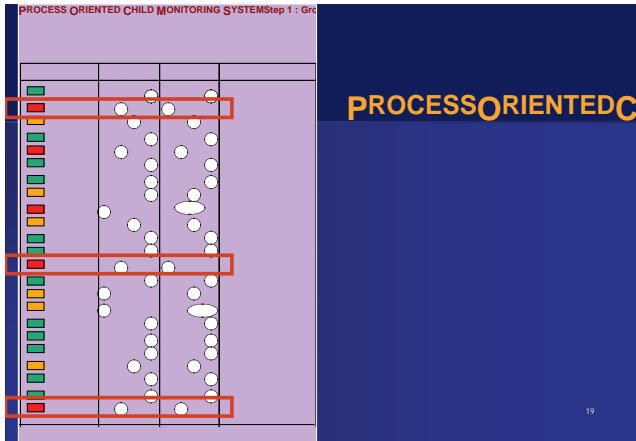 PROCESS ORIENTED CHILD MONITORING SYSTEMStep 1 : Gro
PROCESSORIENTEDC
19